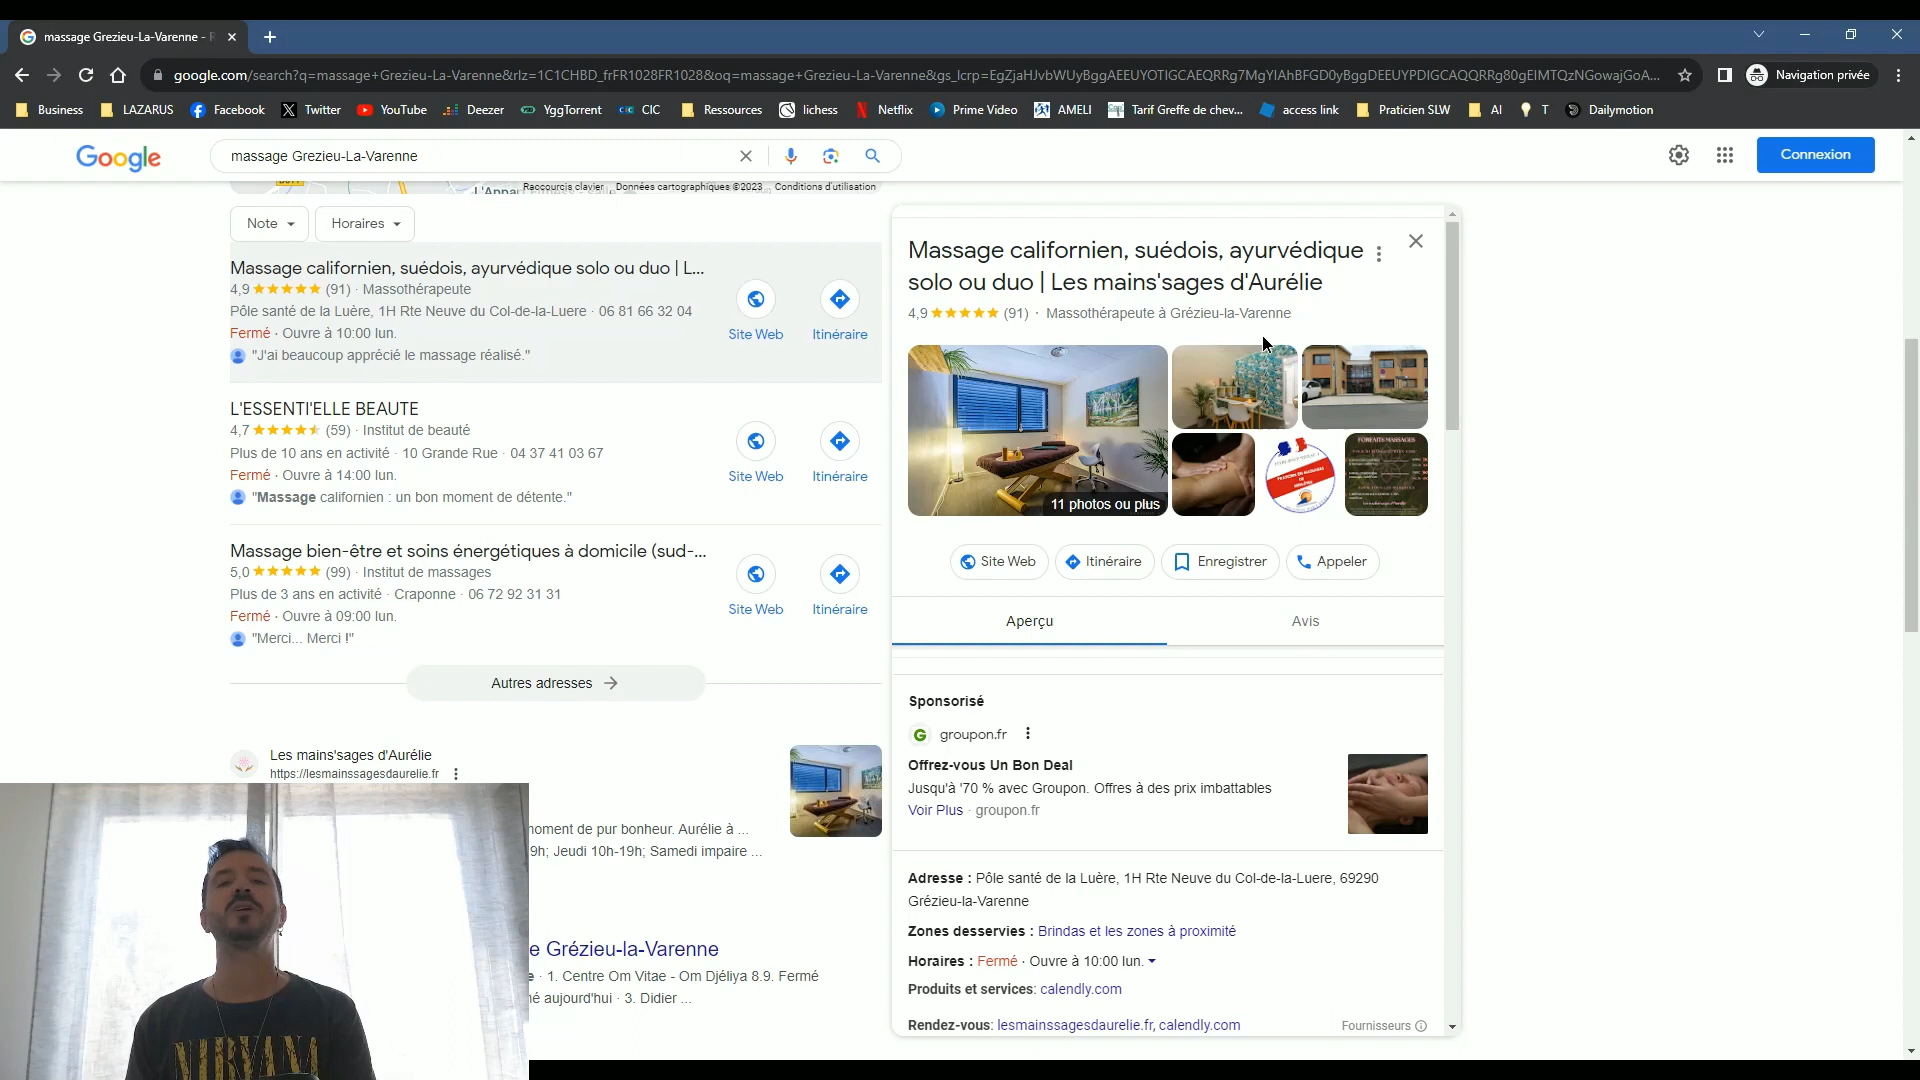 massage Grezieu-La-Varenne - R
google.com/search?q=massage+Grezieu-La-Varenne&rlz=1C1CHBD_frFR1028FR1028&oq=massage+Grezieu-La-Varenne&gs_lcrp=EgZjaHJvbWUyBggAEEUYOTIGCAEQRRg7MgYIAhBFGD0yBggDEEUYPDIGCAQQRRg80gEIMTQzNGowajGoA...
Navigation privée
Business LAZARUS Facebook Twitter YouTube Deezer YggTorrent CIC Ressources lichess Netflix Prime Video AMELI Tarif Greffe de chev... access link Praticien SLW AI T Dailymotion
Google massage Grezieu-La-Varenne Connexion
Raccourcis clavier Données cartographiques ©2023 Conditions d'utilisation
Note Horaires
Massage californien, suédois, ayurvédique solo ou duo | L...
4,9 (91) · Massothérapeute
Pôle santé de la Luère, 1H Rte Neuve du Col-de-la-Luere · 06 81 66 32 04
Fermé · Ouvre à 10:00 lun.
"J'ai beaucoup apprécié le massage réalisé."
Site Web Itinéraire
L'ESSENTI'ELLE BEAUTE
4,7 (59) · Institut de beauté
Plus de 10 ans en activité · 10 Grande Rue · 04 37 41 03 67
Fermé · Ouvre à 14:00 lun.
"Massage californien : un bon moment de détente."
Site Web Itinéraire
Massage bien-être et soins énergétiques à domicile (sud-...
5,0 (99) · Institut de massages
Plus de 3 ans en activité · Craponne · 06 72 92 31 31
Fermé · Ouvre à 09:00 lun.
"Merci... Merci !"
Site Web Itinéraire
Autres adresses
Les mains'sages d'Aurélie
https://lesmainssagesdaurelie.fr
moment de pur bonheur. Aurélie à ...
9h; Jeudi 10h-19h; Samedi impaire ...
e Grézieu-la-Varenne
e · 1. Centre Om Vitae - Om Djéliya 8.9. Fermé
né aujourd'hui · 3. Didier ...
NIRVANA
Massage californien, suédois, ayurvédique
solo ou duo | Les mains'sages d'Aurélie
4,9 (91) · Massothérapeute à Grézieu-la-Varenne
11 photos ou plus
FORFAITS MASSAGES
Site Web Itinéraire Enregistrer Appeler
Aperçu Avis
Sponsorisé
groupon.fr
Offrez-vous Un Bon Deal
Jusqu'à '70 % avec Groupon. Offres à des prix imbattables
Voir Plus · groupon.fr
Adresse : Pôle santé de la Luère, 1H Rte Neuve du Col-de-la-Luere, 69290
Grézieu-la-Varenne
Zones desservies : Brindas et les zones à proximité
Horaires : Fermé · Ouvre à 10:00 lun.
Produits et services: calendly.com
Rendez-vous: lesmainssagesdaurelie.fr, calendly.com
Fournisseurs